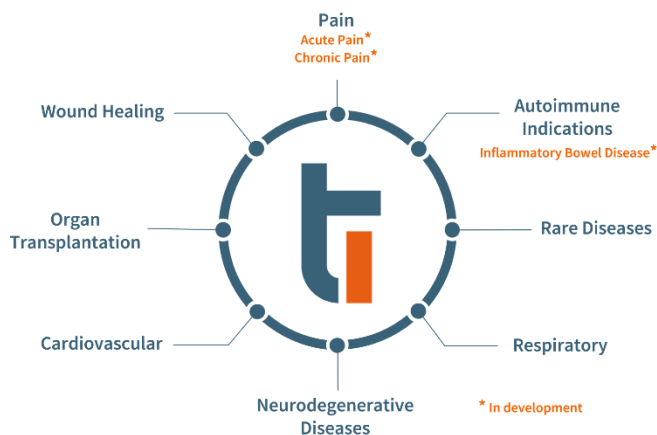 Pain
Acute Pain*
Chronic Pain*
Wound Healing
Autoimmune
Indications
Inflammatory Bowel Disease*
Organ
Transplantation
Rare Diseases
Cardiovascular
Respiratory
Neurodegenerative
Diseases
* In development